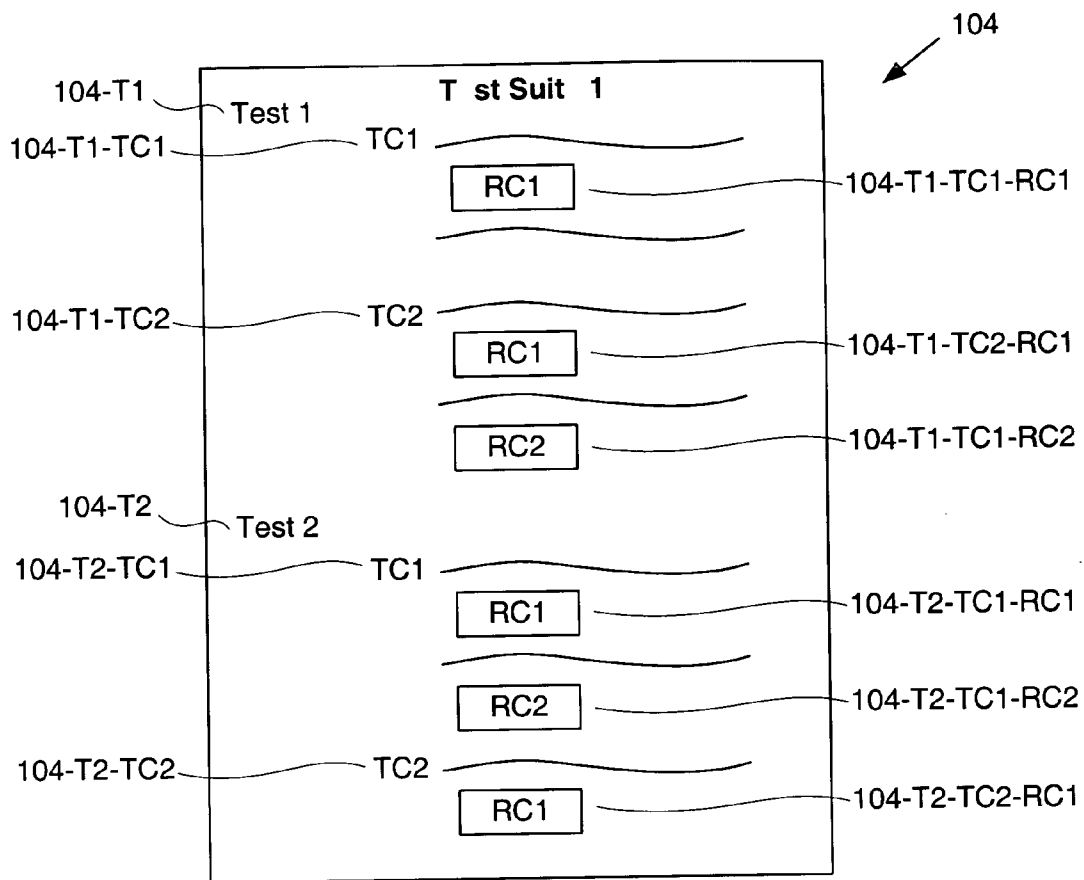 104
T st Suit 1
104-T1
Test 1
104-T1-TC1
TC1
RC1
104-T1-TC1-RC1
104-T1-TC2
TC2
RC1
104-T1-TC2-RC1
RC2
104-T1-TC1-RC2
104-T2
Test 2
104-T2-TC1
TC1
RC1
104-T2-TC1-RC1
RC2
104-T2-TC1-RC2
104-T2-TC2
TC2
RC1
104-T2-TC2-RC1